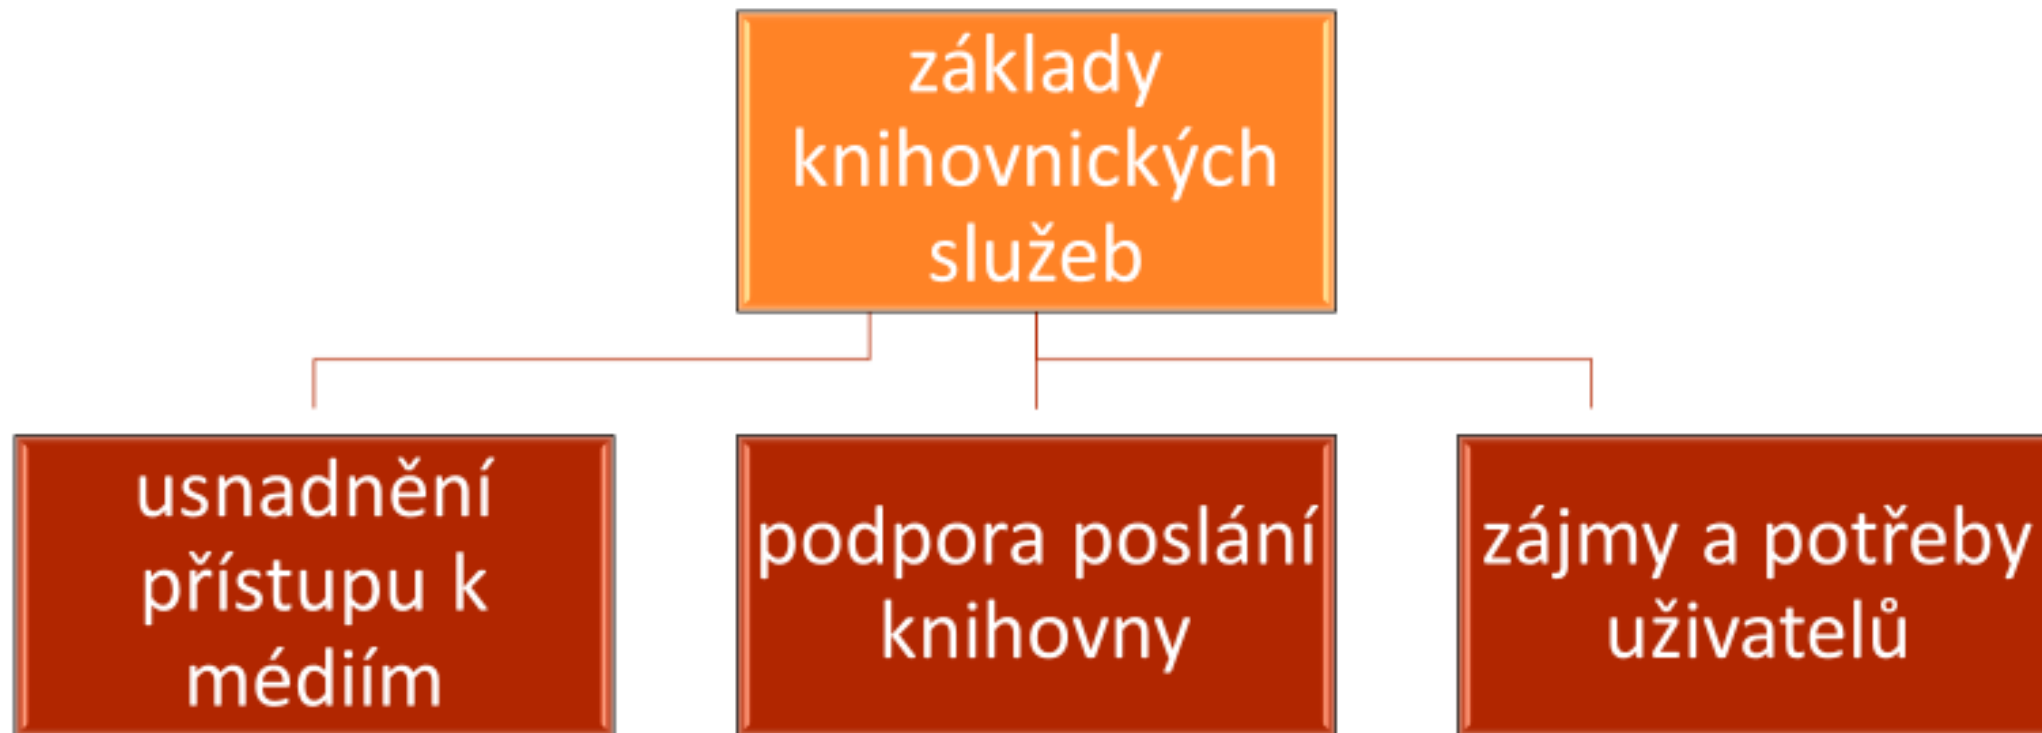 základy
knihovnických
služeb
usnadnění
přístupu k
médiím
podpora poslání
knihovny
zájmy a potřeby
uživatelů